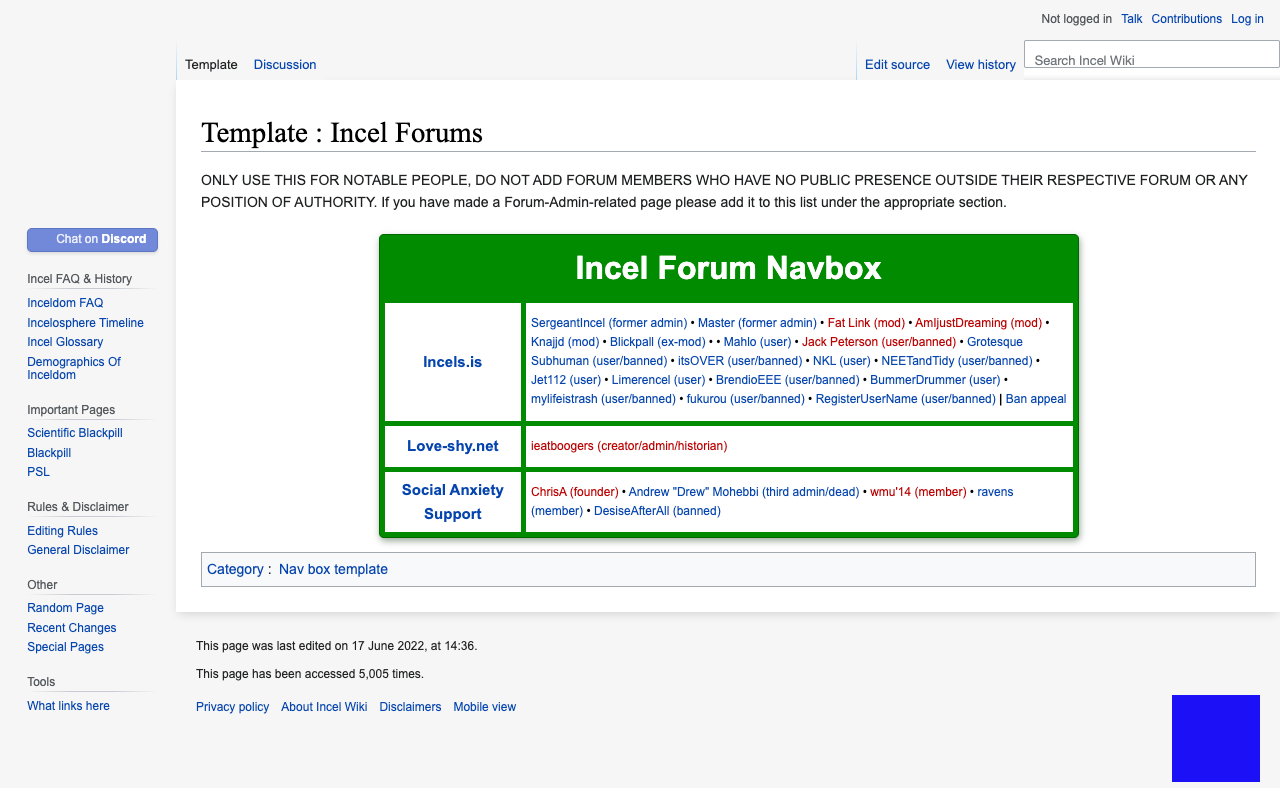 Not logged in Talk Contributions Log in
Template Discussion Edit source View history Search Incel Wiki
Template : Incel Forums
ONLY USE THIS FOR NOTABLE PEOPLE, DO NOT ADD FORUM MEMBERS WHO HAVE NO PUBLIC PRESENCE OUTSIDE THEIR RESPECTIVE FORUM OR ANY
POSITION OF AUTHORITY. If you have made a Forum-Admin-related page please add it to this list under the appropriate section.
Incel Forum Navbox
Incels.is
SergeantIncel (former admin) • Master (former admin) • Fat Link (mod) • AmIjustDreaming (mod) •
Knajjd (mod) • Blickpall (ex-mod) • • Mahlo (user) • Jack Peterson (user/banned) • Grotesque
Subhuman (user/banned) • itsOVER (user/banned) • NKL (user) • NEETandTidy (user/banned) •
Jet112 (user) • Limerencel (user) • BrendioEEE (user/banned) • BummerDrummer (user) •
mylifeistrash (user/banned) • fukurou (user/banned) • RegisterUserName (user/banned) | Ban appeal
Love-shy.net
ieatboogers (creator/admin/historian)
Social Anxiety
Support
ChrisA (founder) • Andrew "Drew" Mohebbi (third admin/dead) • wmu'14 (member) • ravens
(member) • DesiseAfterAll (banned)
Category : Nav box template
Chat on Discord
Incel FAQ & History
Inceldom FAQ
Incelosphere Timeline
Incel Glossary
Demographics Of
Inceldom
Important Pages
Scientific Blackpill
Blackpill
PSL
Rules & Disclaimer
Editing Rules
General Disclaimer
Other
Random Page
Recent Changes
Special Pages
Tools
What links here
This page was last edited on 17 June 2022, at 14:36.
This page has been accessed 5,005 times.
Privacy policy About Incel Wiki Disclaimers Mobile view